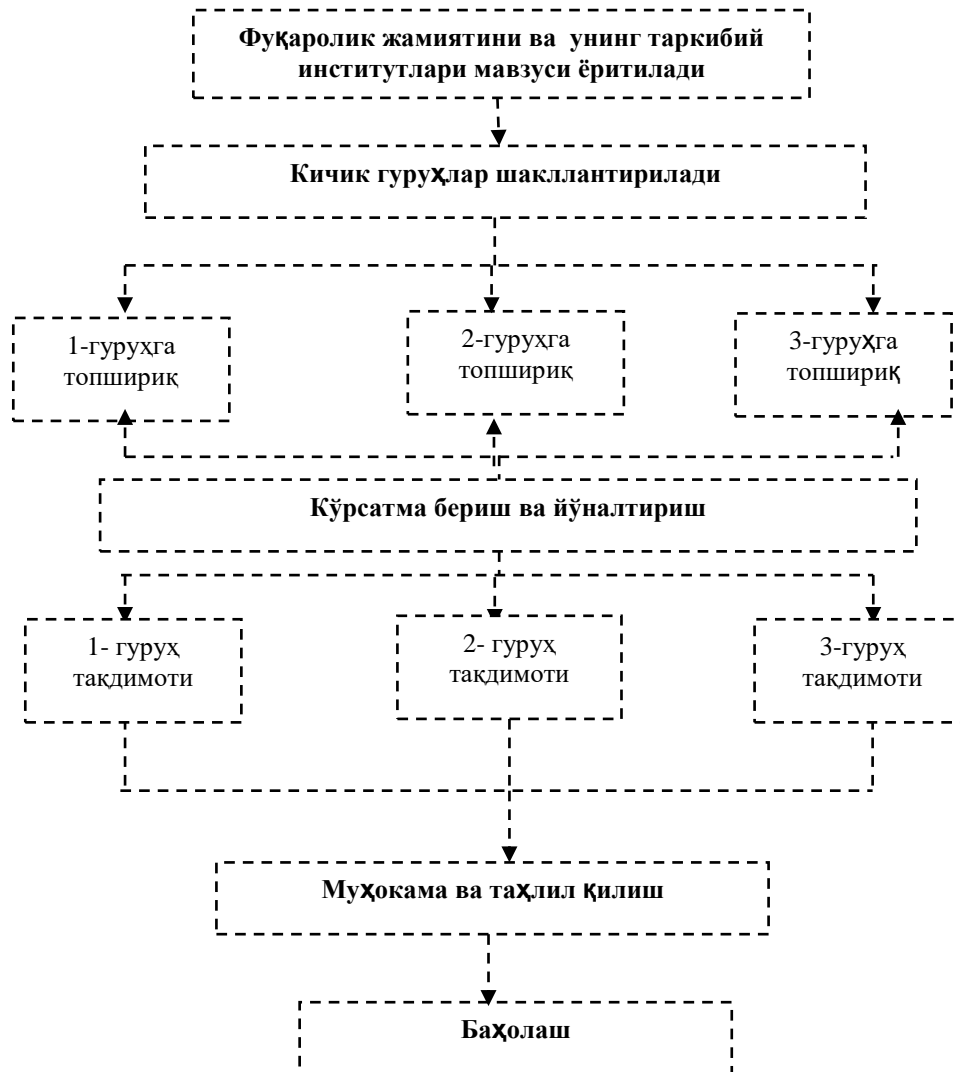 Фуқаролик жамиятини ва унинг таркибий
институтлари мавзуси ёритилади
Кичик гуруҳлар шакллантирилади
1-гуруҳга
топшириқ
2-гуруҳга
топшириқ
3-гуруҳга
топшириқ
Кўрсатма бериш ва йўналтириш
1- гуруҳ
тақдимоти
2- гуруҳ
тақдимоти
3-гуруҳ
тақдимоти
Муҳокама ва таҳлил қилиш
Баҳолаш